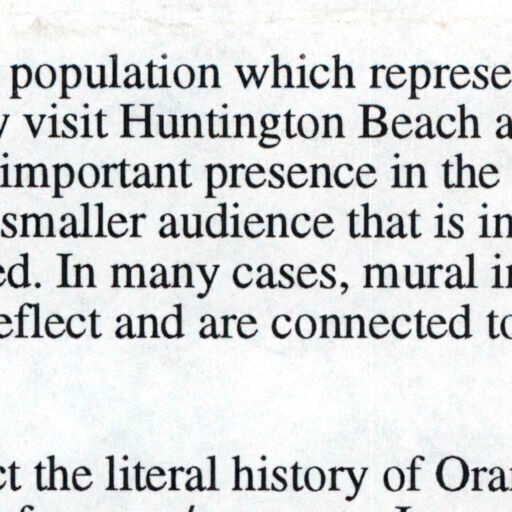 population which represe
y visit Huntington Beach a
important presence in the
smaller audience that is in
ed. In many cases, mural in
eflect and are connected to
ct the literal history of Ora